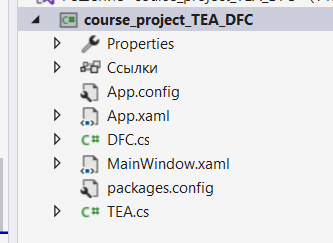 course_project_TEA_DFC
Properties
Ссылки
App.config
App.xaml
DFC.cs
MainWindow.xaml
packages.config
TEA.cs